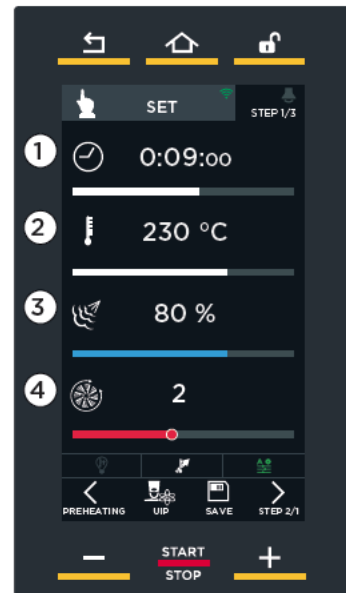 SET
STEP 1/3
1
0:09:00
2
230 °C
3
80 %
4
2
PREHEATING UIP SAVE STEP 2/1
START
STOP